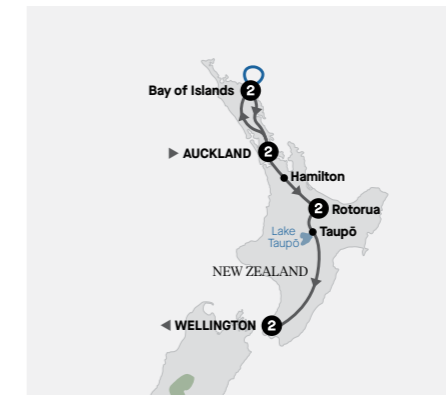 Bay of Islands 2
AUCKLAND 2
Hamilton
2 Rotorua
Lake
Taupō
Taupō
NEW ZEALAND
WELLINGTON 2